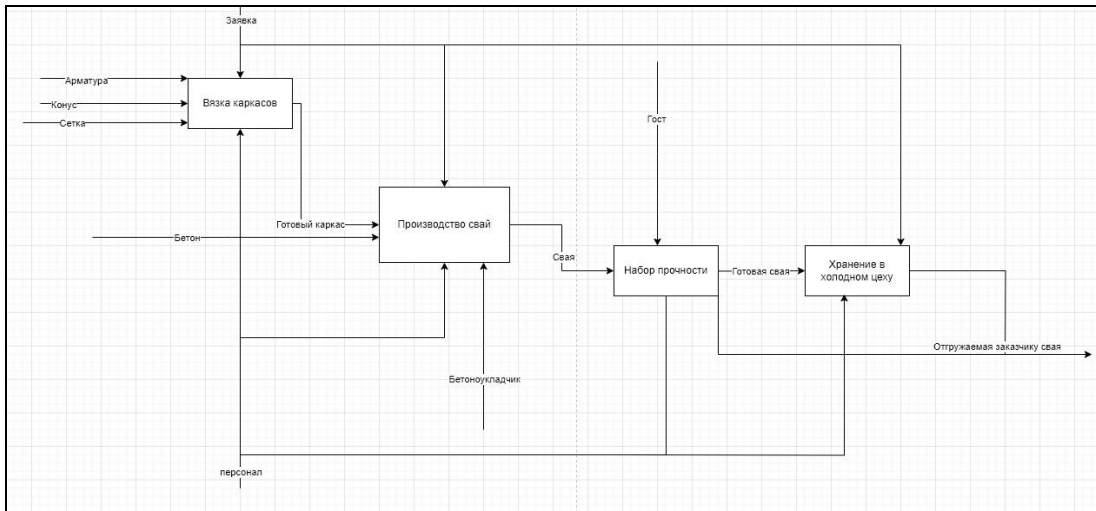 Заявка
Арматура
Конус
Сетка
Вязка каркасов
Гост
Готовый каркас
Бетон
Производство свай
Свая
Набор прочности
Готовая свая
Хранение в
холодном цеху
Отгружаемая заказчику свая
Бетоноукладчик
персонал